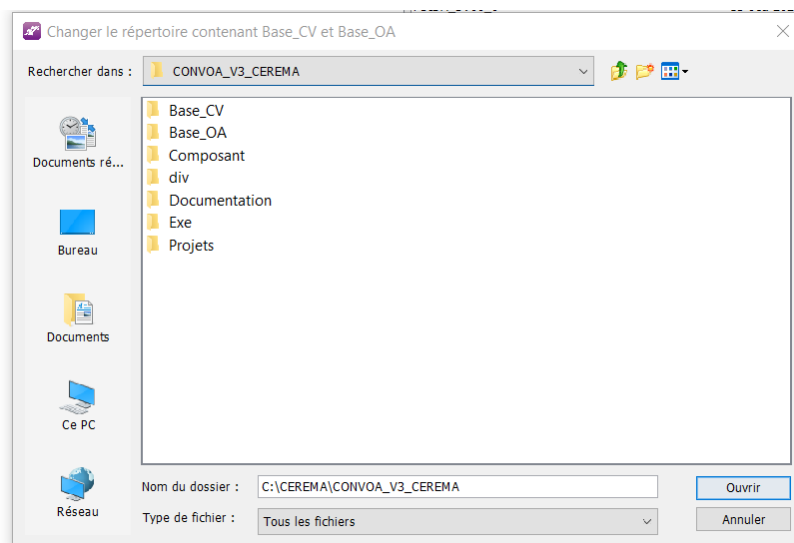 Changer le répertoire contenant Base_CV et Base_OA
Rechercher dans :
CONVOA_V3_CEREMA
Base_CV
Base_OA
Composant
div
Documentation
Exe
Projets
Documents ré...
Bureau
Documents
Ce PC
Réseau
Nom du dossier :
C:\CEREMA\CONVOA_V3_CEREMA
Ouvrir
Type de fichier :
Tous les fichiers
Annuler